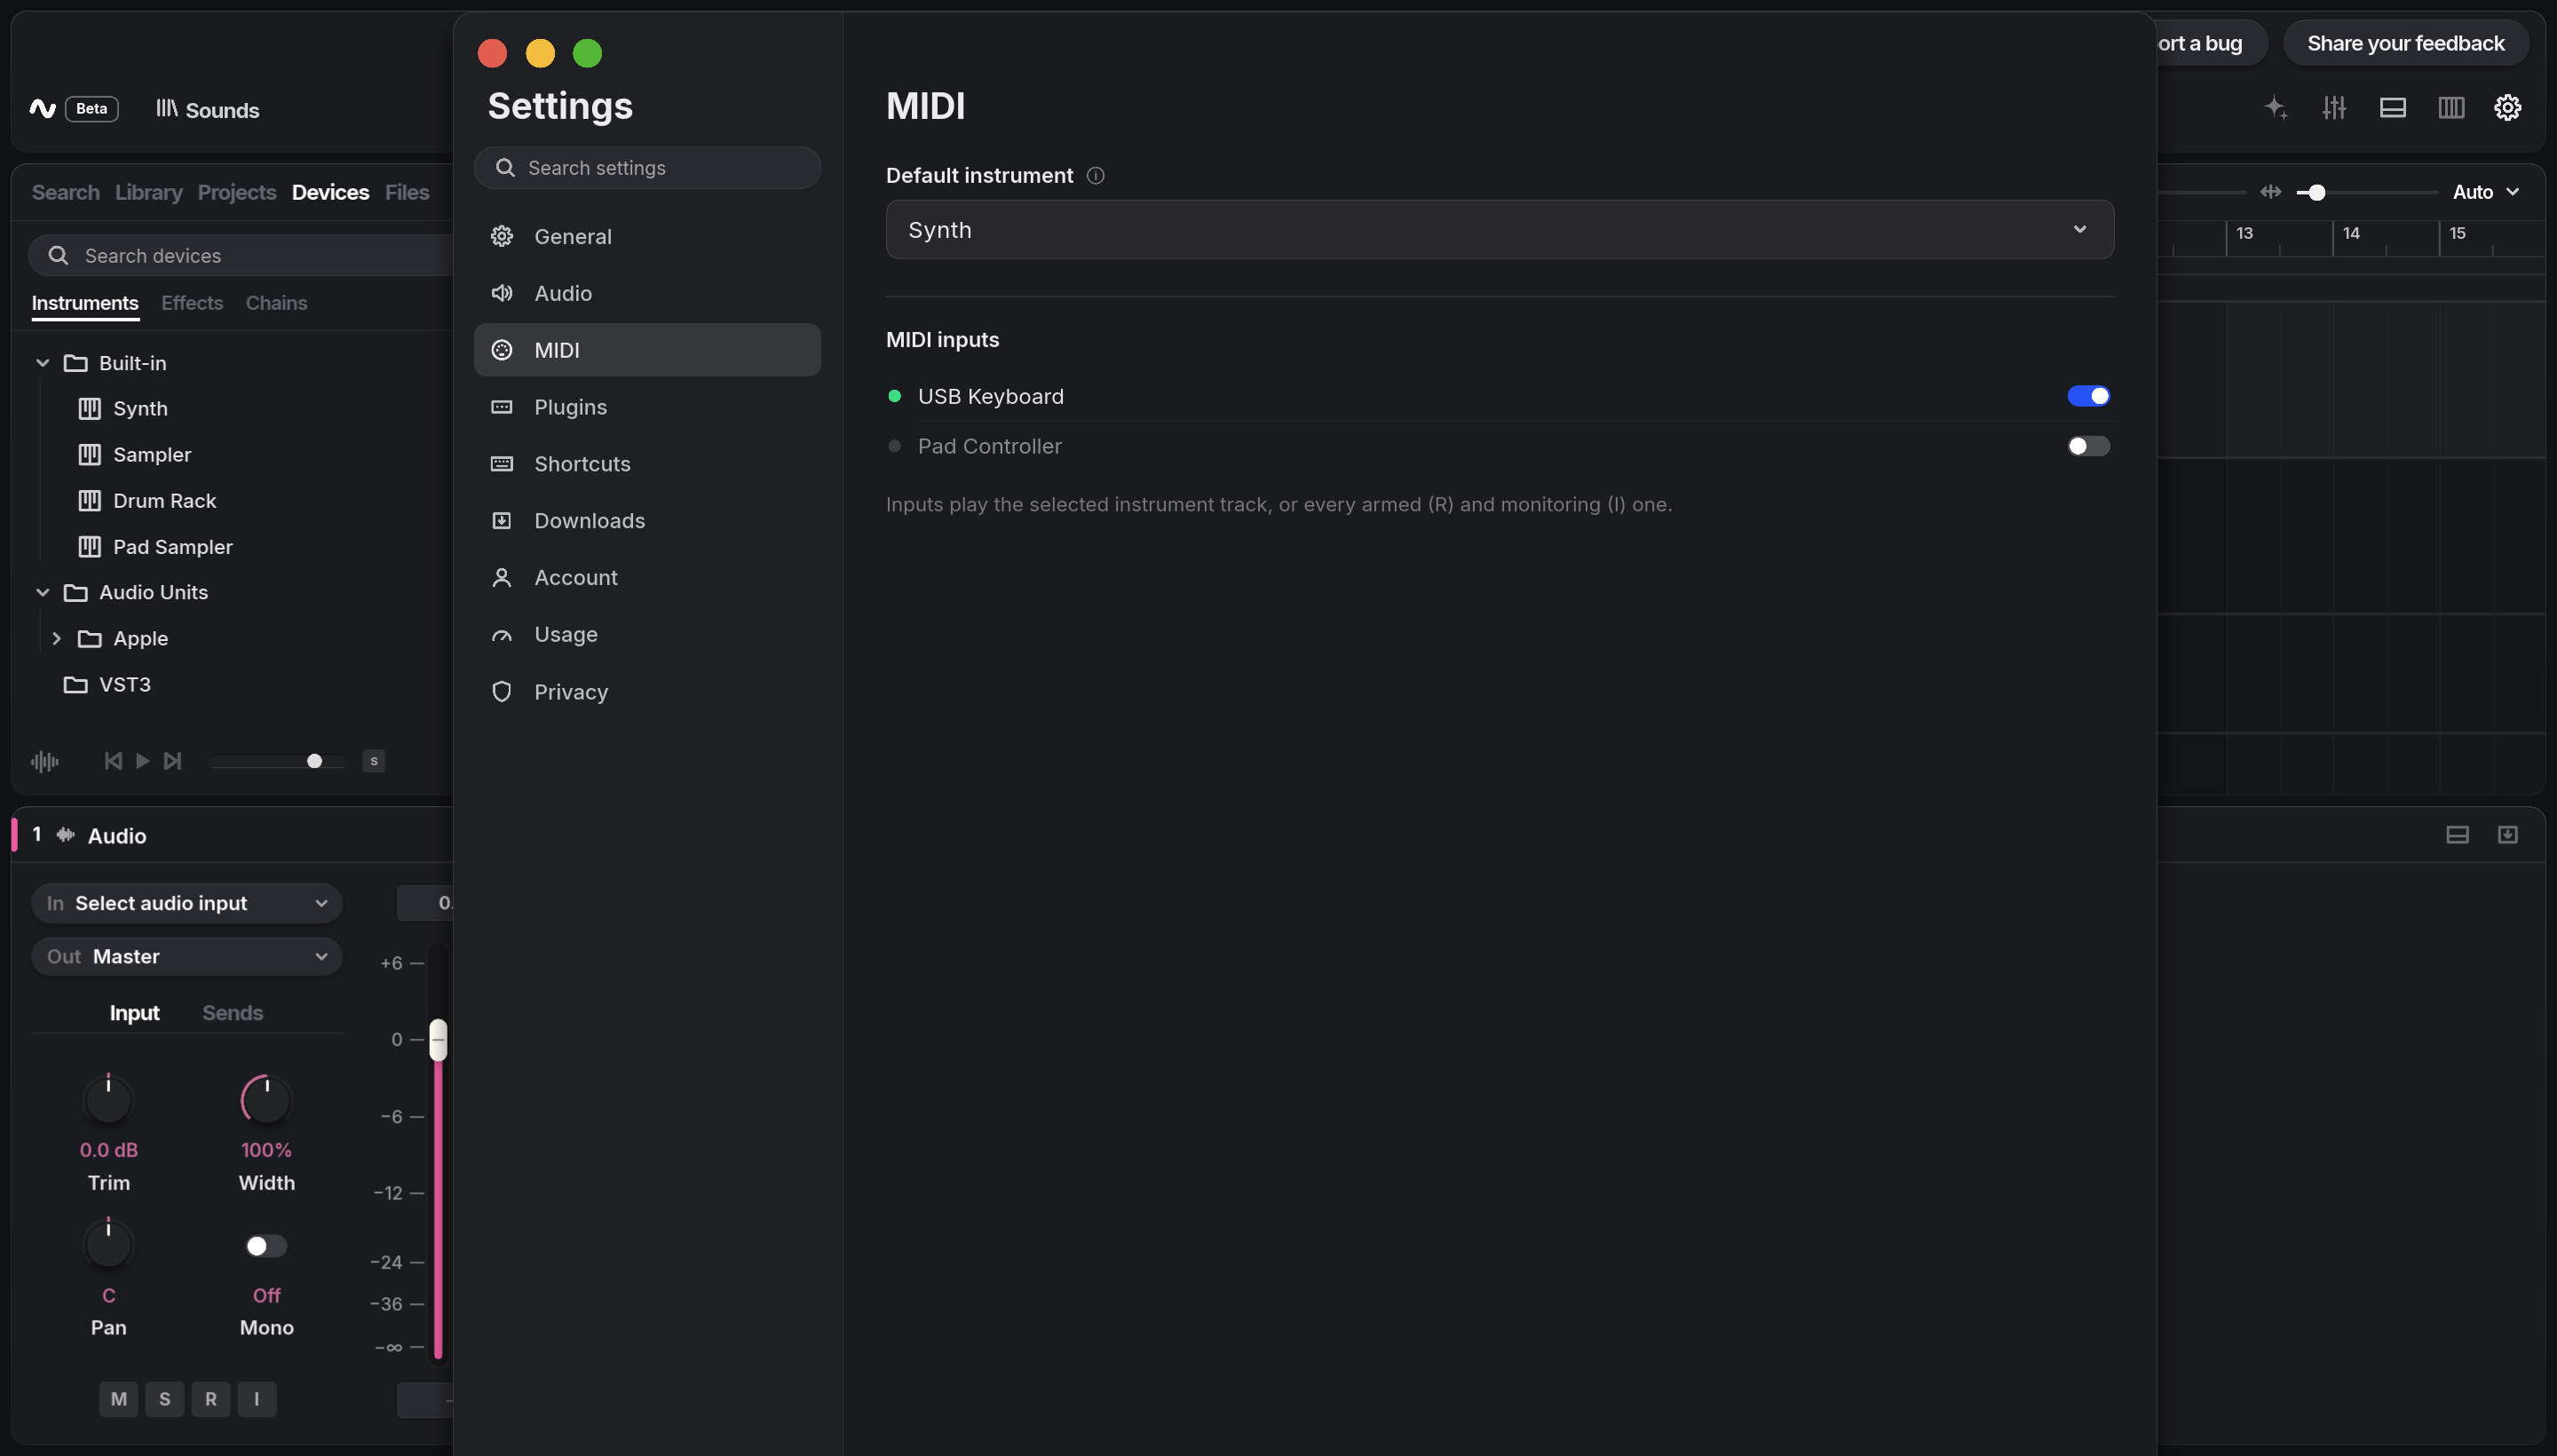 ort a bug
Share your feedback
Beta
Sounds
Search Library Projects Devices Files
Search devices
Instruments Effects Chains
Built-in
Synth
Sampler
Drum Rack
Pad Sampler
Audio Units
Apple
VST3
S
1 Audio
In Select audio input
Out Master
Input Sends
0.0 dB
Trim
100%
Width
C
Pan
Off
Mono
M S R I
0.
+6
0
−6
−12
−24
−36
−∞
Settings
Search settings
General
Audio
MIDI
Plugins
Shortcuts
Downloads
Account
Usage
Privacy
MIDI
Default instrument
Synth
MIDI inputs
USB Keyboard
Pad Controller
Inputs play the selected instrument track, or every armed (R) and monitoring (I) one.
Auto
13 14 15